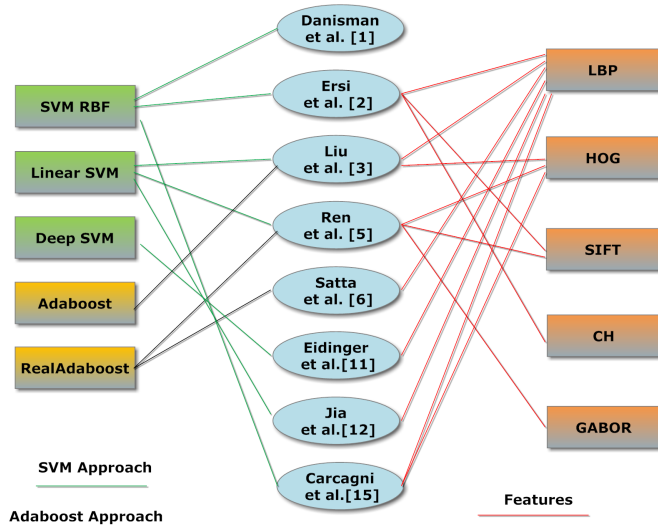 Danisman
et al. [1]
SVM RBF
Ersi
et al. [2]
LBP
Linear SVM
Liu
et al. [3]
HOG
Deep SVM
Ren
et al. [5]
SIFT
Adaboost
Satta
et al. [6]
CH
RealAdaboost
Eidinger
et al.[11]
GABOR
Jia
et al.[12]
Carcagni
et al.[15]
SVM Approach
Adaboost Approach
Features